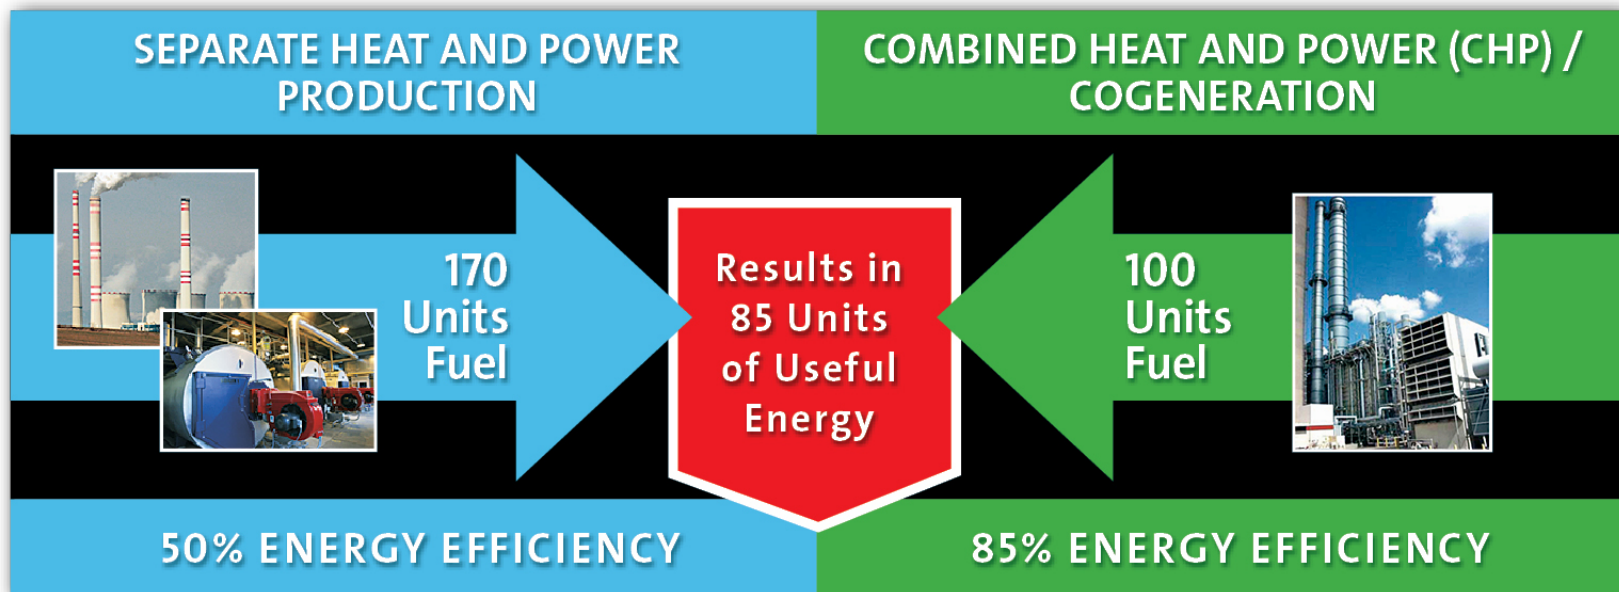 SEPARATE HEAT AND POWER
PRODUCTION
COMBINED HEAT AND POWER (CHP) /
COGENERATION
170
Units
Fuel
Results in
85 Units
of Useful
Energy
100
Units
Fuel
50% ENERGY EFFICIENCY
85% ENERGY EFFICIENCY